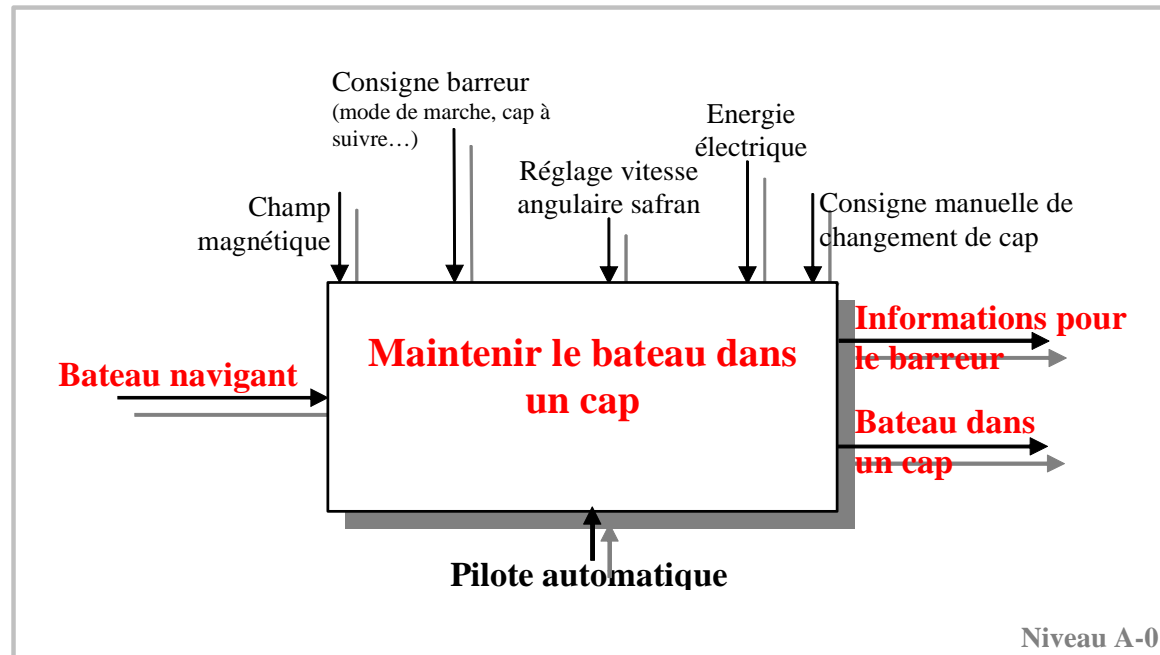 Consigne barreur
(mode de marche, cap à
suivre…)
Energie
électrique
Réglage vitesse
angulaire safran
Champ
magnétique
Consigne manuelle de
changement de cap
Maintenir le bateau dans
un cap
Informations pour
le barreur
Bateau navigant
Bateau dans
un cap
Pilote automatique
Niveau A-0